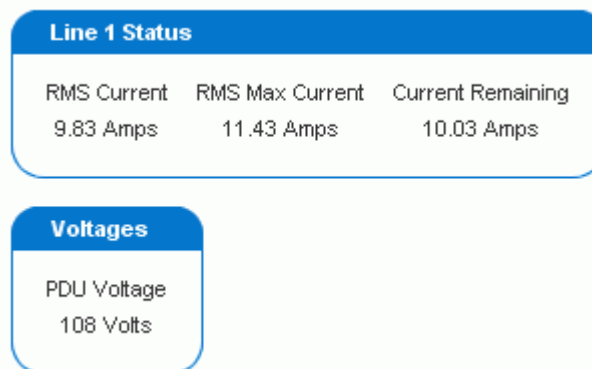 Line 1 Status
RMS Current RMS Max Current Current Remaining
9.83 Amps 11.43 Amps 10.03 Amps
Voltages
PDU Voltage
108 Volts